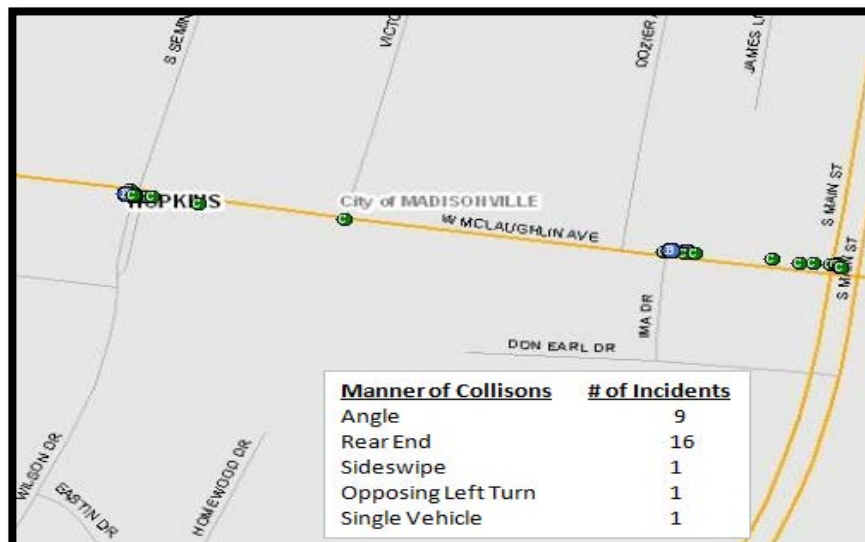 S SEMIN
VICTO
DOZIER
JAMES L
S MAIN ST
HOPKINS
City of MADISONVILLE
W MCLAUGHLIN AVE
S MAIN ST
IMA DR
DON EARL DR
WILSON DR
EASTIN DR
HOMEWOOD DR
Manner of Collisons # of Incidents
Angle 9
Rear End 16
Sideswipe 1
Opposing Left Turn 1
Single Vehicle 1